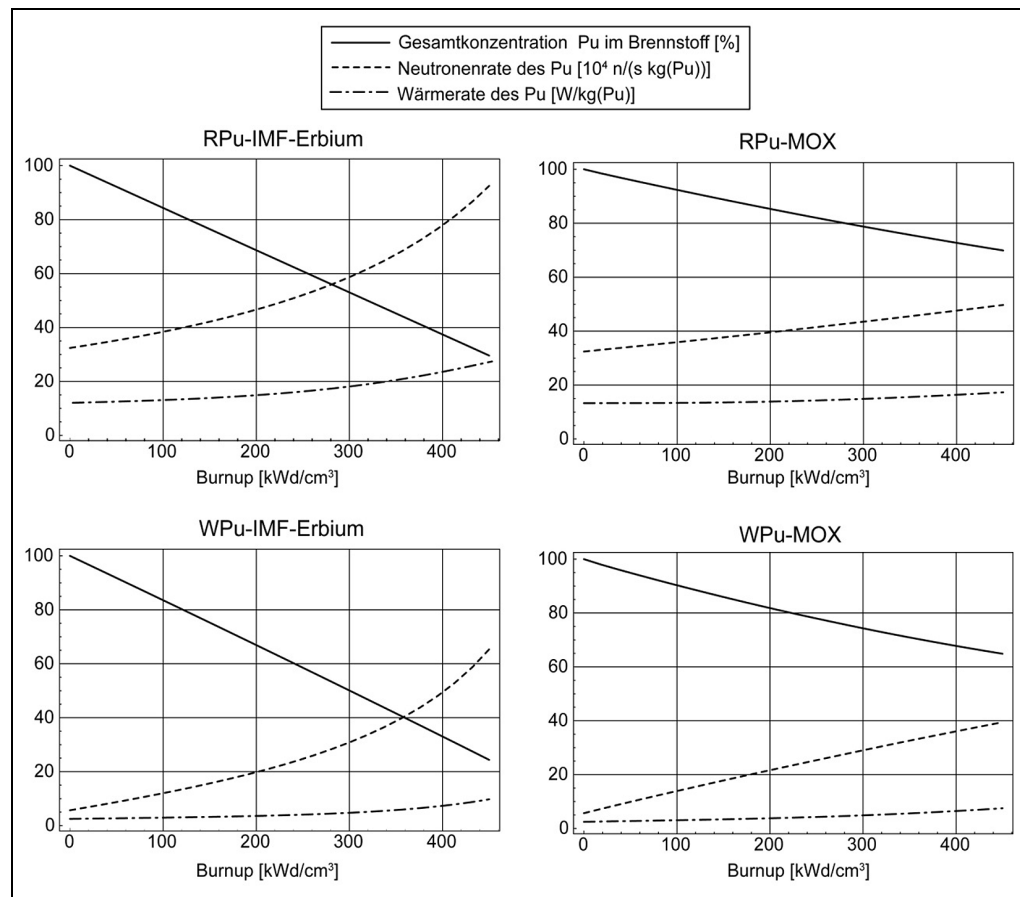 Gesamtkonzentration Pu im Brennstoff [%]
Neutronenrate des Pu [10⁴ n/(s kg(Pu))]
Wärmerate des Pu [W/kg(Pu)]
RPu-IMF-Erbium
100
80
60
40
20
0
0 100 200 300 400
Burnup [kWd/cm³]
RPu-MOX
100
80
60
40
20
0
0 100 200 300 400
Burnup [kWd/cm³]
WPu-IMF-Erbium
100
80
60
40
20
0
0 100 200 300 400
Burnup [kWd/cm³]
WPu-MOX
100
80
60
40
20
0
0 100 200 300 400
Burnup [kWd/cm³]